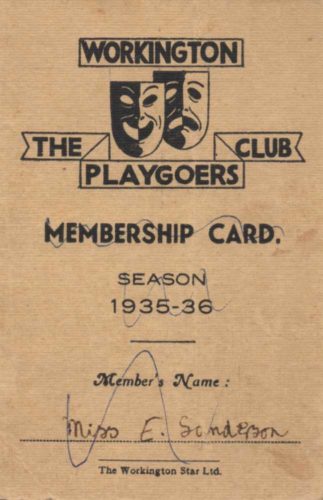 WORKINGTON
THE CLUB
PLAYGOERS
MEMBERSHIP CARD.
SEASON
1935-36
Member's Name :
Miss E. Sanderson
The Workington Star Ltd.